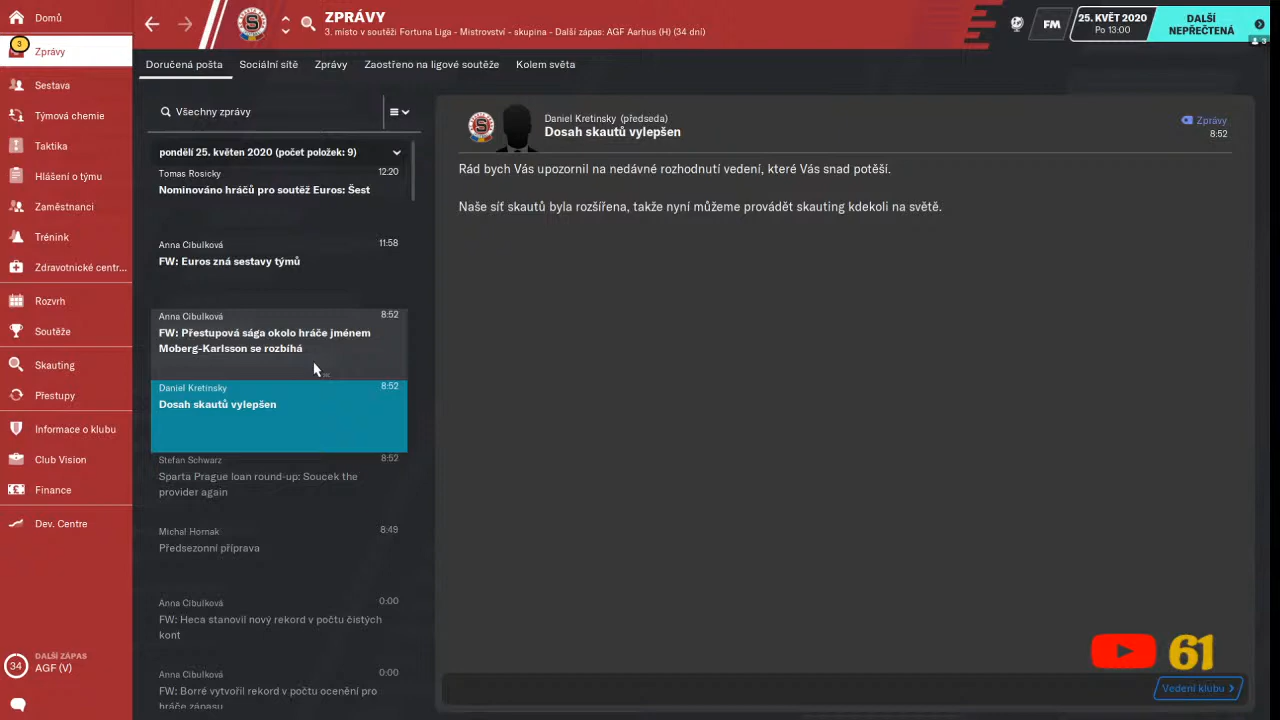 Domů
3
Zprávy
Sestava
Týmová chemie
Taktika
Hlášení o týmu
Zaměstnanci
Trénink
Zdravotnické centr...
Rozvrh
Soutěže
Skauting
Přestupy
Informace o klubu
Club Vision
Finance
Dev. Centre
34
DALŠÍ ZÁPAS
AGF (V)
ZPRÁVY
3. místo v soutěži Fortuna Liga - Mistrovství - skupina - Další zápas: AGF Aarhus (H) (34 dní)
FM
25. KVĚT 2020
Po 13:00
DALŠÍ
NEPŘEČTENÁ
3
Doručená pošta
Sociální sítě
Zprávy
Zaostřeno na ligové soutěže
Kolem světa
Všechny zprávy
pondělí 25. květen 2020 (počet položek: 9)
Tomas Rosicky 12:20
Nominováno hráčů pro soutěž Euros: Šest
Anna Cibulková 11:58
FW: Euros zná sestavy týmů
Anna Cibulková 8:52
FW: Přestupová sága okolo hráče jménem
Moberg-Karlsson se rozbíhá
Daniel Kretinsky 8:52
Dosah skautů vylepšen
Stefan Schwarz 8:52
Sparta Prague loan round-up: Soucek the
provider again
Michal Hornak 8:49
Předsezonní příprava
Anna Cibulková 0:00
FW: Heca stanovil nový rekord v počtu čistých
kont
Anna Cibulková 0:00
FW: Borré vytvořil rekord v počtu ocenění pro
hráče zápasu
Daniel Kretinsky (předseda)
Dosah skautů vylepšen
Zprávy
8:52
Rád bych Vás upozornil na nedávné rozhodnutí vedení, které Vás snad potěší.
Naše síť skautů byla rozšířena, takže nyní můžeme provádět skauting kdekoli na světě.
61
Vedení klubu